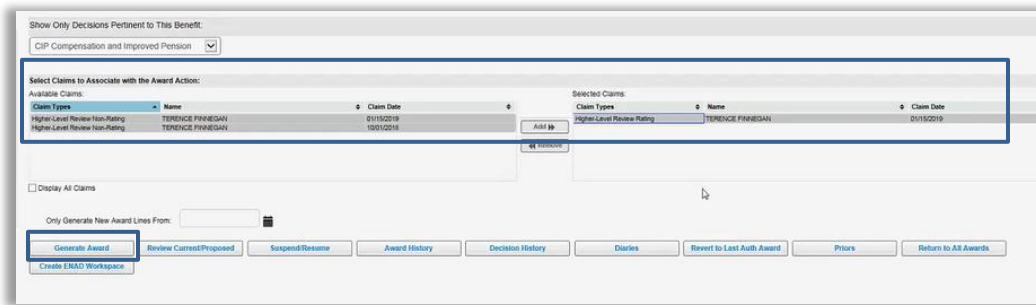 Show Only Decisions Pertinent to This Benefit:
CIP Compensation and Improved Pension
Select Claims to Associate with the Award Action:
Available Claims:
Selected Claims:
Claim Types Name Claim Date
Claim Types Name Claim Date
Higher-Level Review Non-Rating TERENCE FINNEGAN 01/15/2019
Higher-Level Review Rating TERENCE FINNEGAN 01/15/2019
Higher-Level Review Non-Rating TERENCE FINNEGAN 10/01/2018
Add
Remove
Display All Claims
Only Generate New Award Lines From:
Generate Award Review Current/Proposed Suspend/Resume Award History Decision History Diaries Revert to Last Auth Award Priors Return to All Awards
Create ENAD Workspace